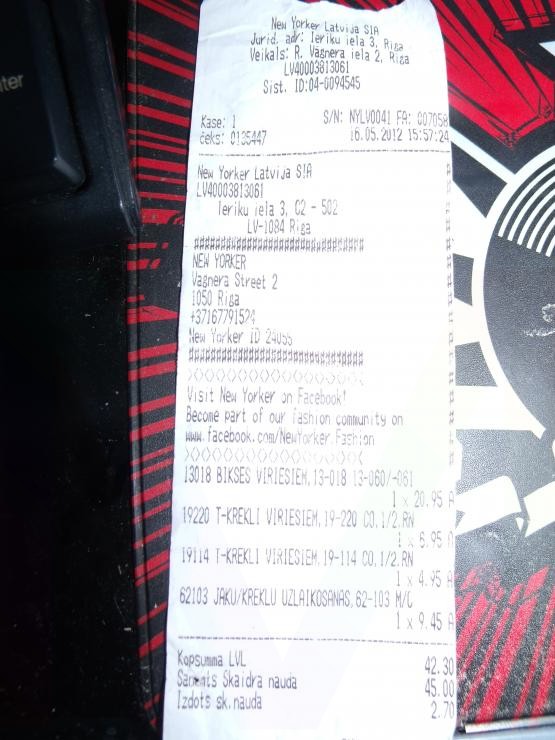 nter
New Yorker Latvija SIA
Jurid. adr: Ieriku iela 3, Riga
Veikals: R. Vagnera iela 2, Riga
LV40003813061
Sist. ID:04-0094545
Kase: 1 S/N: NYLV0041 FA: 007058
čeks: 0135447 16.05.2012 15:57:24
New Yorker Latvija SIA
LV40003813061
Ieriku iela 3, C2 - 502
LV-1084 Riga
NEW YORKER
Vagnera Street 2
1050 Riga
+37167791524
New Yorker ID 24055
Visit New Yorker on Facebook!
Become part of our fashion community on
www.facebook.com/NewYorker.Fashion
13018 BIKSES VIRIESIEM,13-018 13-060/-061
1 x 20.95 A
19220 T-KREKLI VIRIESIEM,19-220 CO,1/2.RN
1 x 6.95 A
19114 T-KREKLI VIRIESIEM,19-114 CO,1/2.RN
1 x 4.95 A
62103 JAKU/KREKLU UZLAIKOSANAS,62-103 M/C
1 x 9.45 A
Kopsumma LVL 42.30
Sanemts Skaidra nauda 45.00
Izdots sk.nauda 2.70